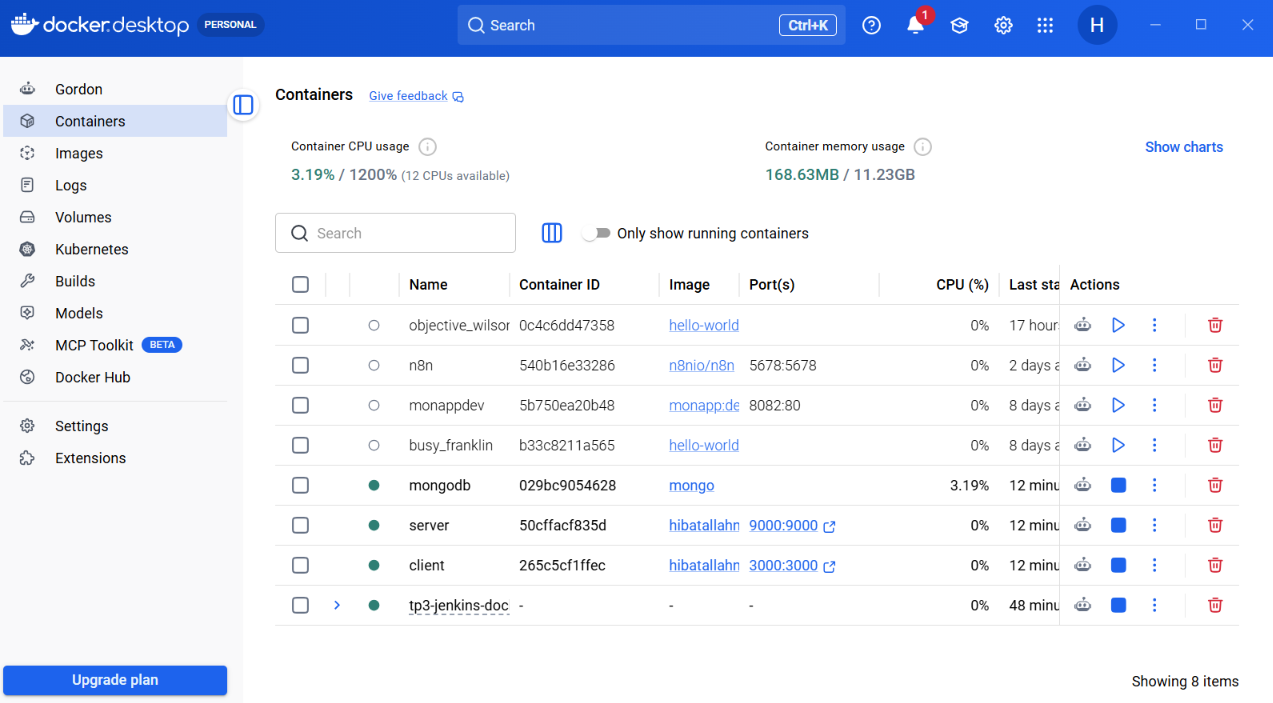 docker.desktop PERSONAL Search Ctrl+K 1 H
Gordon
Containers
Images
Logs
Volumes
Kubernetes
Builds
Models
MCP Toolkit BETA
Docker Hub
Settings
Extensions
Upgrade plan
Containers Give feedback
Container CPU usage
3.19% / 1200% (12 CPUs available)
Container memory usage
168.63MB / 11.23GB
Show charts
Search Only show running containers
Name Container ID Image Port(s) CPU (%) Last sta Actions
objective_wilsor 0c4c6dd47358 hello-world 0% 17 hour
n8n 540b16e33286 n8nio/n8n 5678:5678 0% 2 days a
monappdev 5b750ea20b48 monapp:de 8082:80 0% 8 days a
busy_franklin b33c8211a565 hello-world 0% 8 days a
mongodb 029bc9054628 mongo 3.19% 12 minu
server 50cffacf835d hibatallahn 9000:9000 0% 12 minu
client 265c5cf1ffec hibatallahn 3000:3000 0% 12 minu
tp3-jenkins-doc - - - 0% 48 minu
Showing 8 items